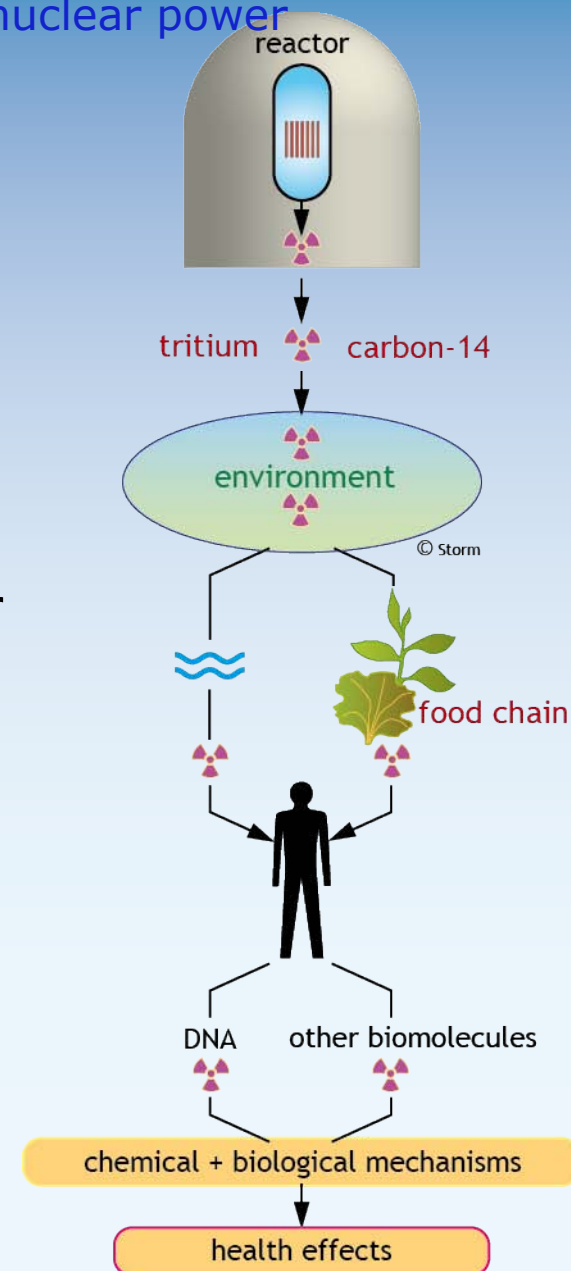 nuclear power
reactor
tritium carbon-14
environment
© Storm
food chain
DNA other biomolecules
chemical + biological mechanisms
health effects